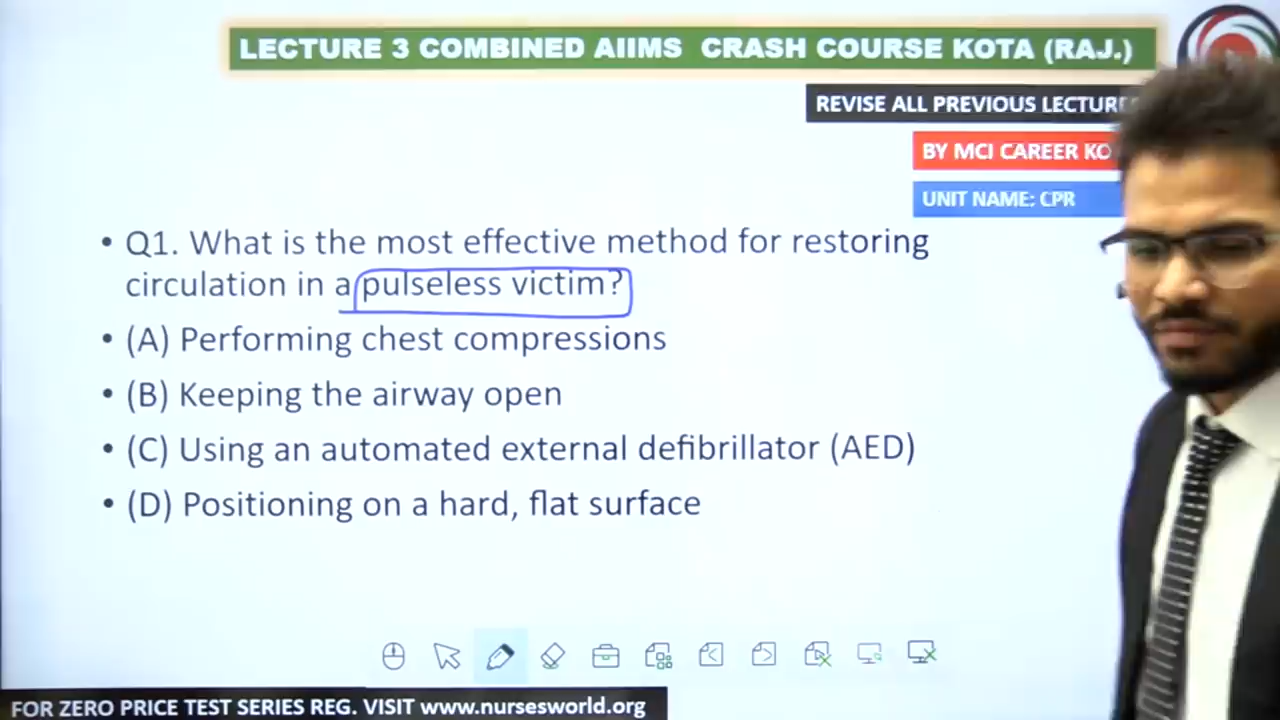 LECTURE 3 COMBINED AIIMS CRASH COURSE KOTA (RAJ.)
REVISE ALL PREVIOUS
BY MCI CAREER
UNIT NAME: CPR
• Q1. What is the most effective method for restoring
circulation in a pulseless victim?
• (A) Performing chest compressions
• (B) Keeping the airway open
• (C) Using an automated external defibrillator (AED)
• (D) Positioning on a hard, flat surface
FOR ZERO PRICE TEST SERIES REG. VISIT www.nursesworld.org